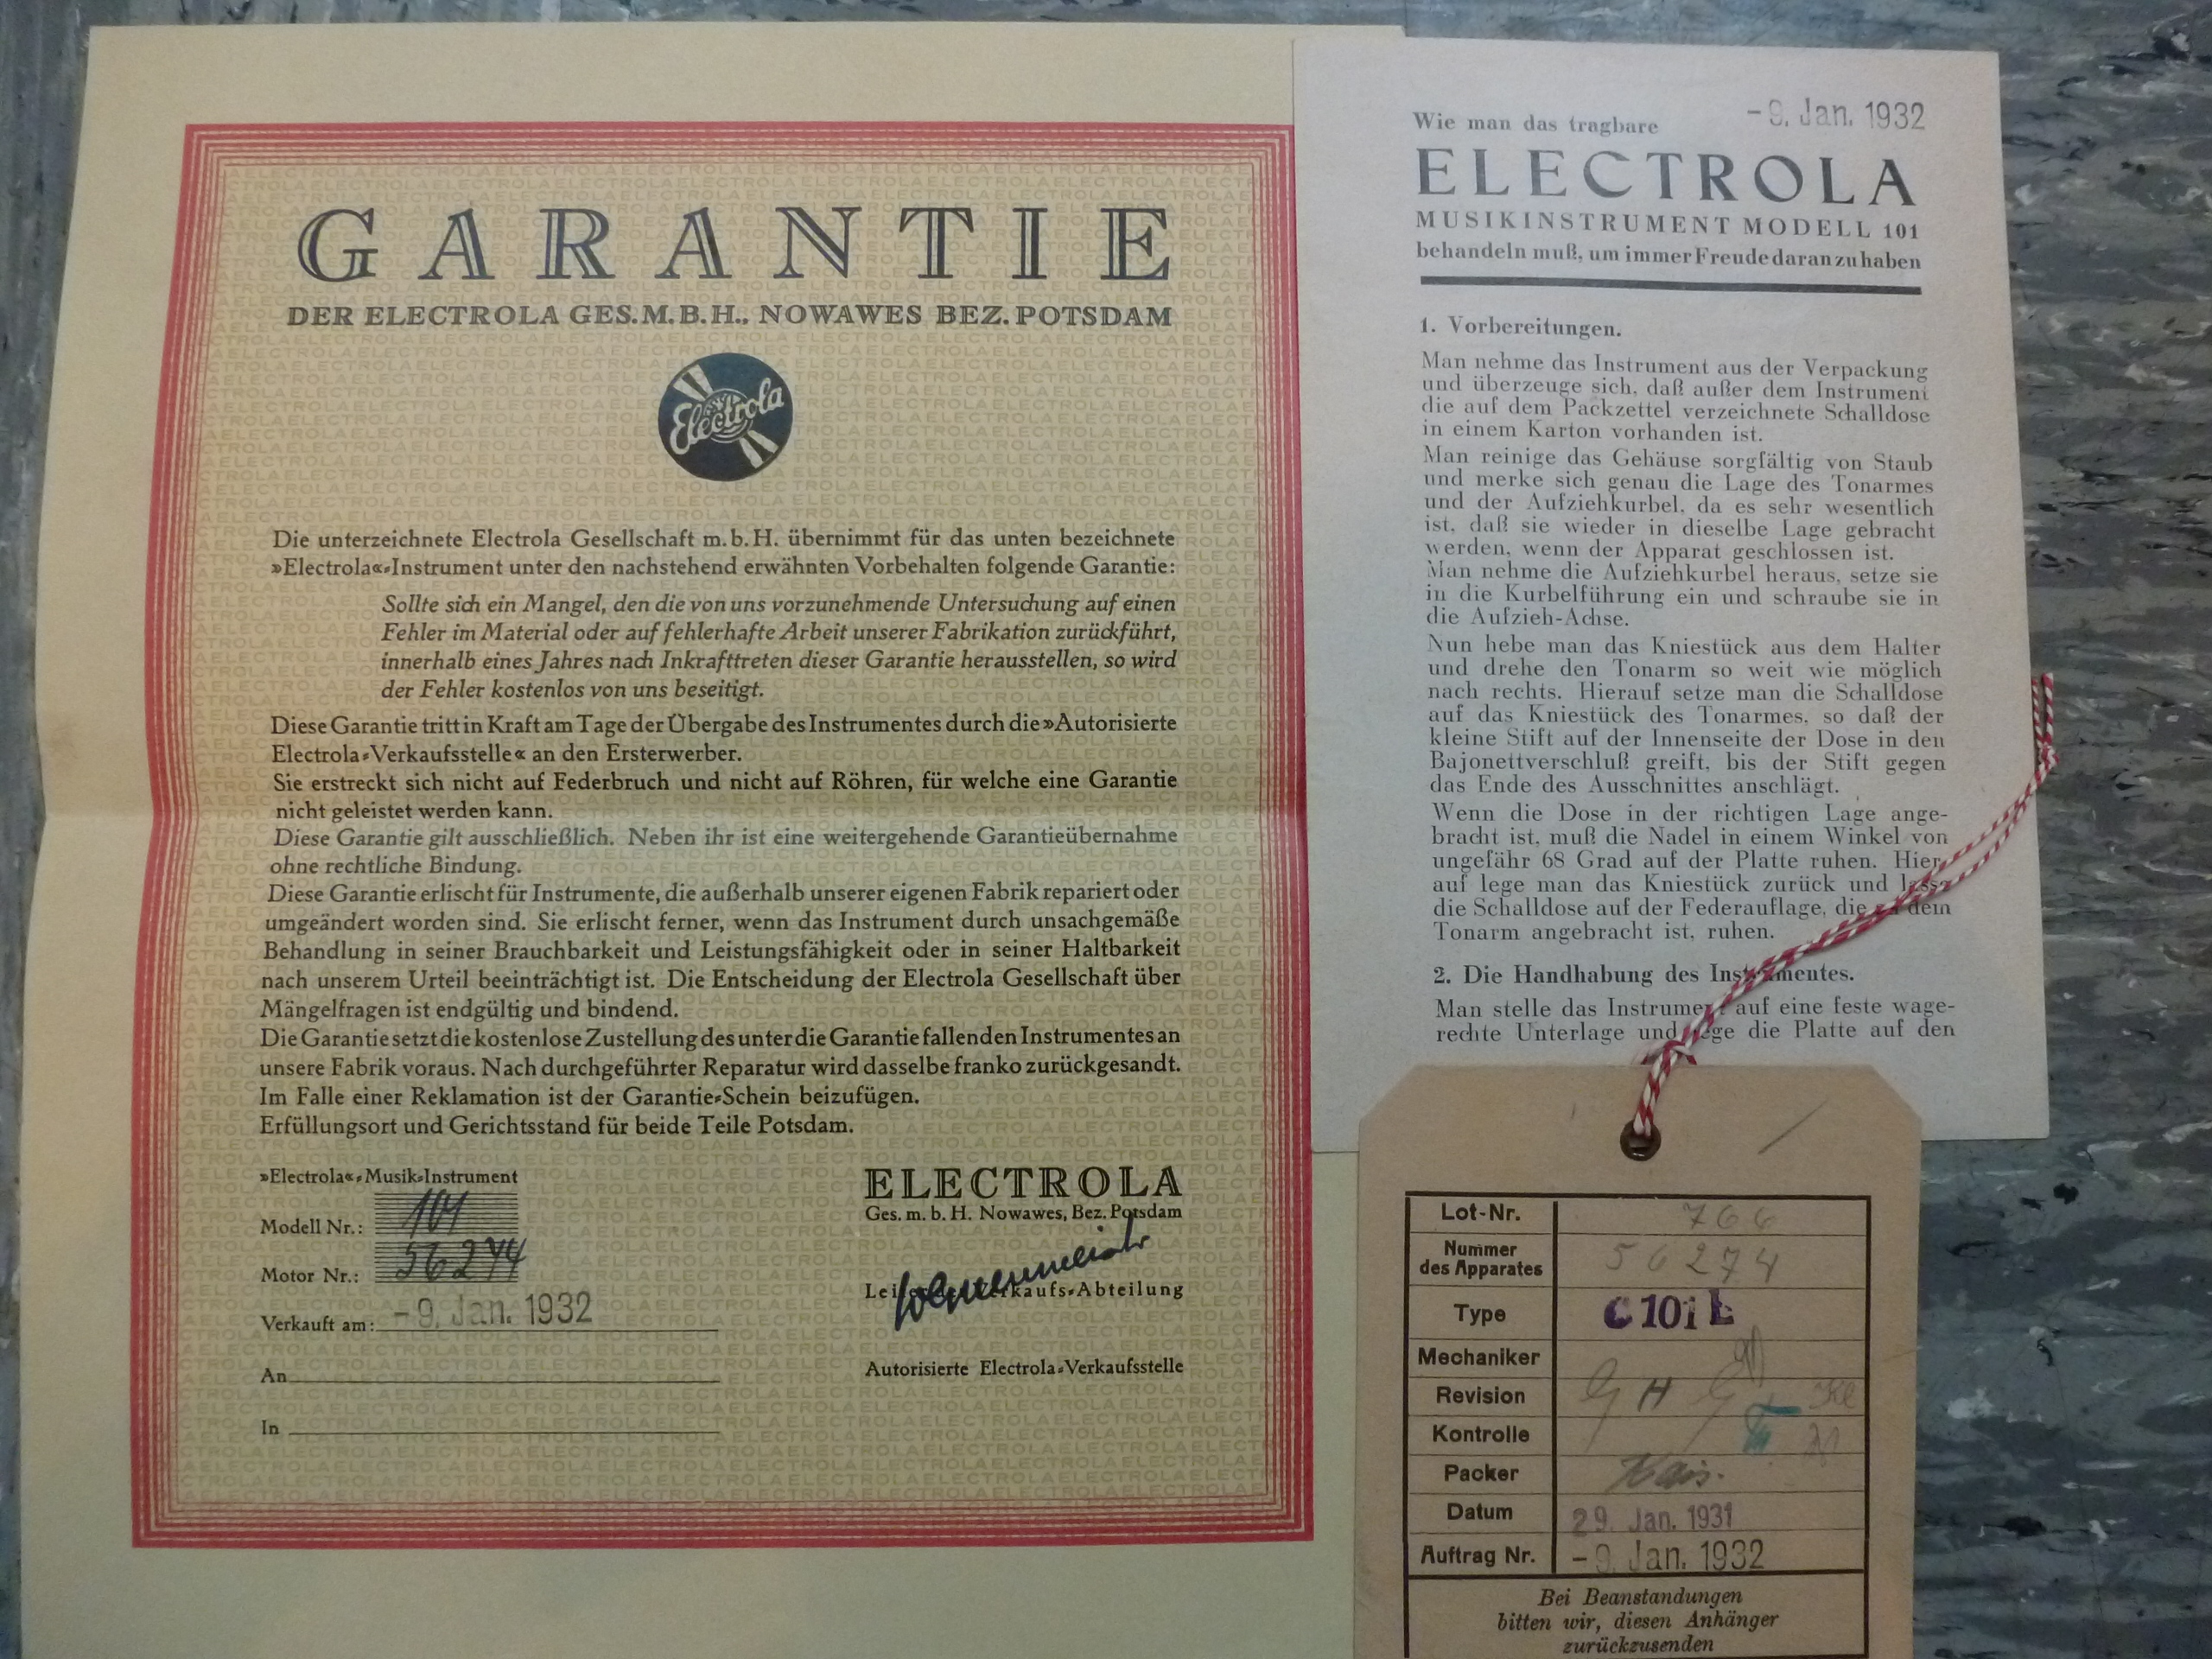 GARANTIE
DER ELECTROLA GES.M.B.H., NOWAWES BEZ. POTSDAM
Electrola
Die unterzeichnete Electrola Gesellschaft m.b.H. übernimmt für das unten bezeichnete
»Electrola«-Instrument unter den nachstehend erwähnten Vorbehalten folgende Garantie:
Sollte sich ein Mangel, den die von uns vorzunehmende Untersuchung auf einen
Fehler im Material oder auf fehlerhafte Arbeit unserer Fabrikation zurückführt,
innerhalb eines Jahres nach Inkrafttreten dieser Garantie herausstellen, so wird
der Fehler kostenlos von uns beseitigt.
Diese Garantie tritt in Kraft am Tage der Übergabe des Instrumentes durch die »Autorisierte
Electrola-Verkaufsstelle« an den Ersterwerber.
Sie erstreckt sich nicht auf Federbruch und nicht auf Röhren, für welche eine Garantie
nicht geleistet werden kann.
Diese Garantie gilt ausschließlich. Neben ihr ist eine weitergehende Garantieübernahme
ohne rechtliche Bindung.
Diese Garantie erlischt für Instrumente, die außerhalb unserer eigenen Fabrik repariert oder
umgeändert worden sind. Sie erlischt ferner, wenn das Instrument durch unsachgemäße
Behandlung in seiner Brauchbarkeit und Leistungsfähigkeit oder in seiner Haltbarkeit
nach unserem Urteil beeinträchtigt ist. Die Entscheidung der Electrola Gesellschaft über
Mängelfragen ist endgültig und bindend.
Die Garantie setzt die kostenlose Zustellung des unter die Garantie fallenden Instrumentes an
unsere Fabrik voraus. Nach durchgeführter Reparatur wird dasselbe franko zurückgesandt.
Im Falle einer Reklamation ist der Garantie-Schein beizufügen.
Erfüllungsort und Gerichtsstand für beide Teile Potsdam.
»Electrola«-Musik-Instrument
Modell Nr.: 101
Motor Nr.: 56274
Verkauft am: -9. Jan. 1932
An
In
ELECTROLA
Ges. m. b. H. Nowawes, Bez. Potsdam
Leiter der Verkaufs-Abteilung
Autorisierte Electrola-Verkaufsstelle
-9. Jan. 1932
Wie man das tragbare
ELECTROLA
MUSIKINSTRUMENT MODELL 101
behandeln muß, um immer Freude daran zu haben
1. Vorbereitungen.
Man nehme das Instrument aus der Verpackung
und überzeuge sich, daß außer dem Instrument
die auf dem Packzettel verzeichnete Schalldose
in einem Karton vorhanden ist.
Man reinige das Gehäuse sorgfältig von Staub
und merke sich genau die Lage des Tonarmes
und der Aufziehkurbel, da es sehr wesentlich
ist, daß sie wieder in dieselbe Lage gebracht
werden, wenn der Apparat geschlossen ist.
Man nehme die Aufziehkurbel heraus, setze sie
in die Kurbelführung ein und schraube sie in
die Aufzieh-Achse.
Nun hebe man das Kniestück aus dem Halter
und drehe den Tonarm so weit wie möglich
nach rechts. Hierauf setze man die Schalldose
auf das Kniestück des Tonarmes, so daß der
kleine Stift auf der Innenseite der Dose in den
Bajonettverschluß greift, bis der Stift gegen
das Ende des Ausschnittes anschlägt.
Wenn die Dose in der richtigen Lage ange-
bracht ist, muß die Nadel in einem Winkel von
ungefähr 68 Grad auf der Platte ruhen. Hier-
auf lege man das Kniestück zurück und lasse
die Schalldose auf der Federauflage, die an dem
Tonarm angebracht ist, ruhen.
2. Die Handhabung des Instrumentes.
Man stelle das Instrument auf eine feste wage-
rechte Unterlage und lege die Platte auf den
Lot-Nr. 766
Nummer
des Apparates 56274
Type C 101 E
Mechaniker
Revision
Kontrolle
Packer
Datum 29. Jan. 1931
Auftrag Nr. -9. Jan. 1932
Bei Beanstandungen
bitten wir, diesen Anhänger
zurückzusenden